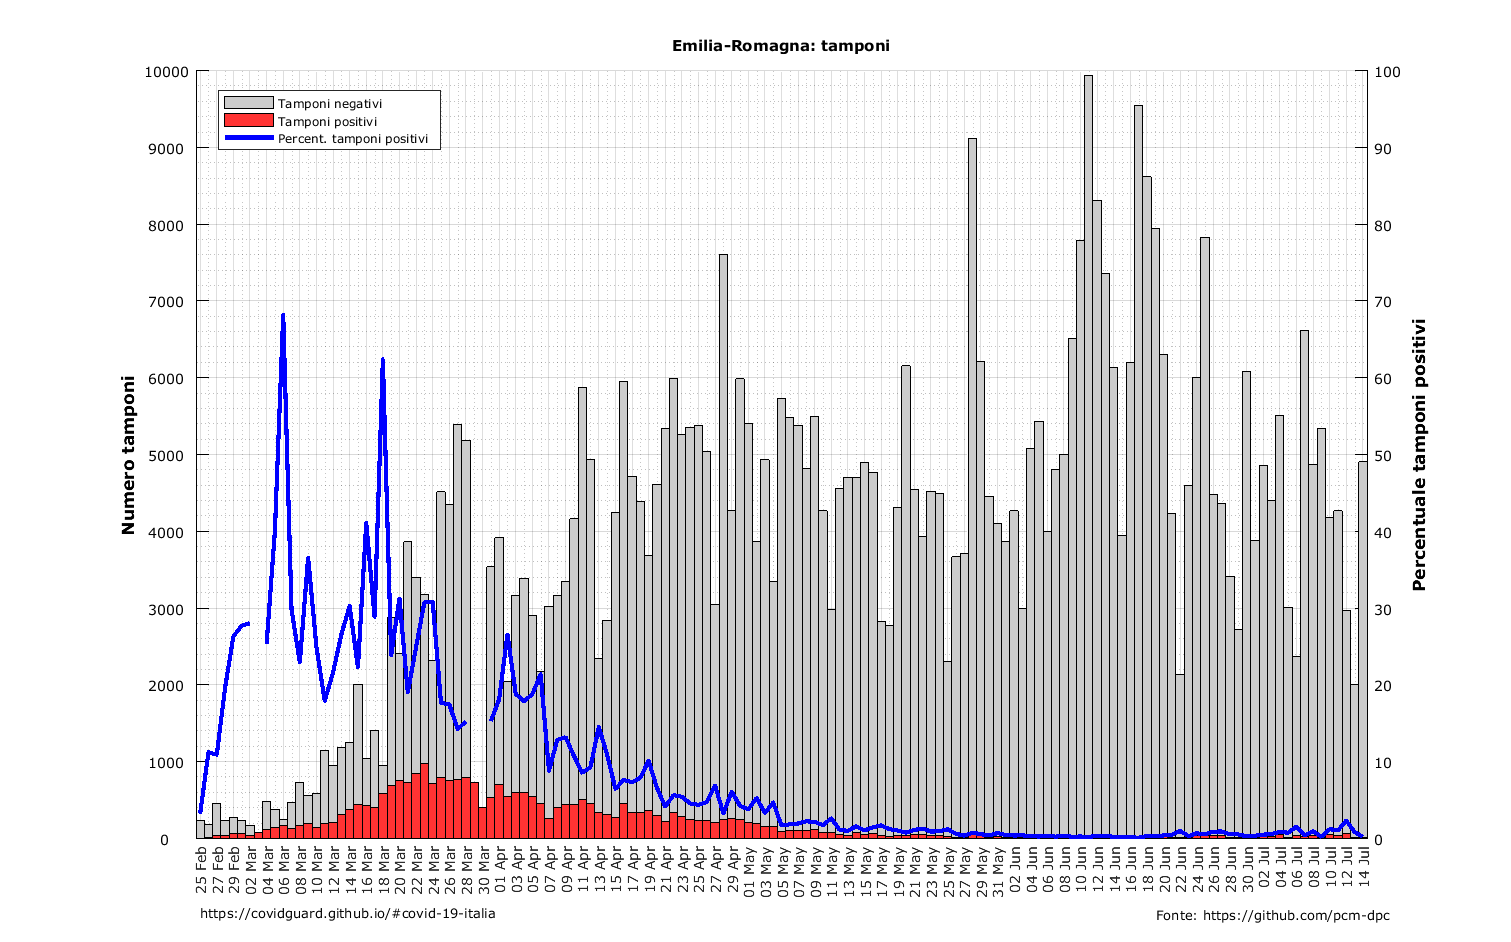 Emilia-Romagna: tamponi
Tamponi negativi
Tamponi positivi
Percent. tamponi positivi
Numero tamponi
10000
9000
8000
7000
6000
5000
4000
3000
2000
1000
0
Percentuale tamponi positivi
100
90
80
70
60
50
40
30
20
10
0
25 Feb
27 Feb
29 Feb
02 Mar
04 Mar
06 Mar
08 Mar
10 Mar
12 Mar
14 Mar
16 Mar
18 Mar
20 Mar
22 Mar
24 Mar
26 Mar
28 Mar
30 Mar
01 Apr
03 Apr
05 Apr
07 Apr
09 Apr
11 Apr
13 Apr
15 Apr
17 Apr
19 Apr
21 Apr
23 Apr
25 Apr
27 Apr
29 Apr
01 May
03 May
05 May
07 May
09 May
11 May
13 May
15 May
17 May
19 May
21 May
23 May
25 May
27 May
29 May
31 May
02 Jun
04 Jun
06 Jun
08 Jun
10 Jun
12 Jun
14 Jun
16 Jun
18 Jun
20 Jun
22 Jun
24 Jun
26 Jun
28 Jun
30 Jun
02 Jul
04 Jul
06 Jul
08 Jul
10 Jul
12 Jul
14 Jul
https://covidguard.github.io/#covid-19-italia
Fonte: https://github.com/pcm-dpc